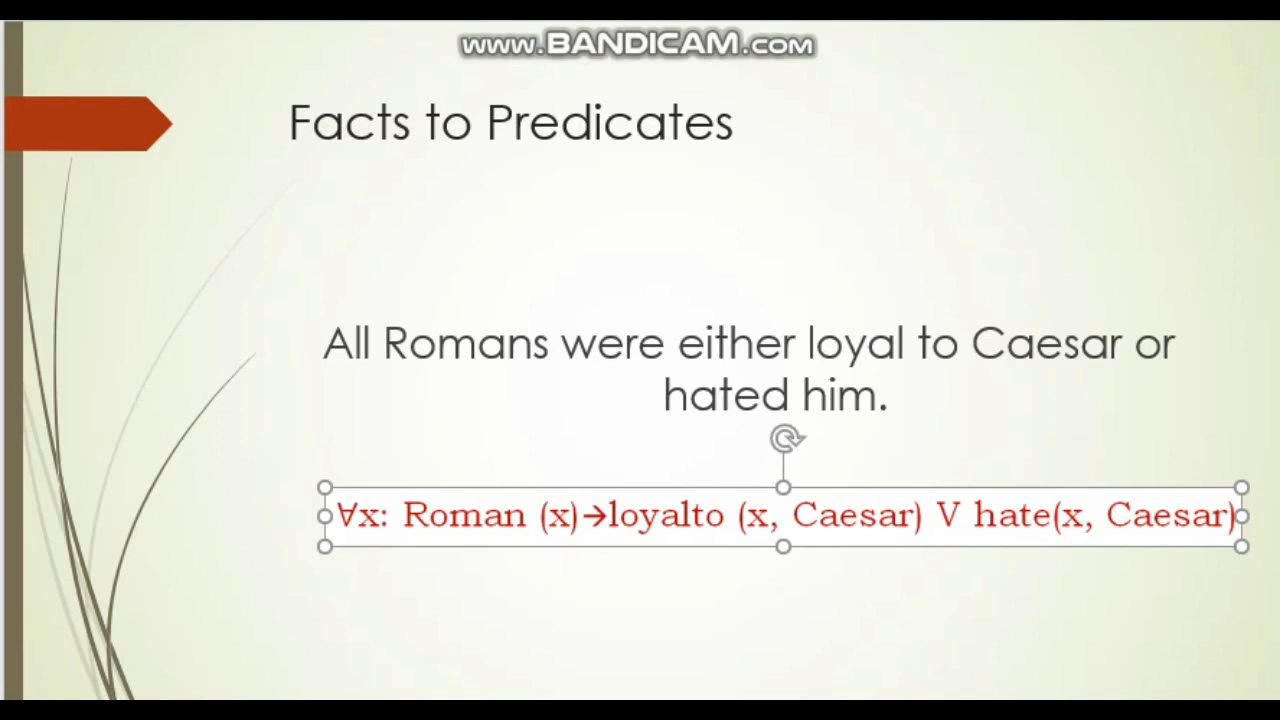 www.BANDICAM.com
Facts to Predicates
All Romans were either loyal to Caesar or
hated him.
∀x: Roman (x)→loyalto (x, Caesar) V hate(x, Caesar)